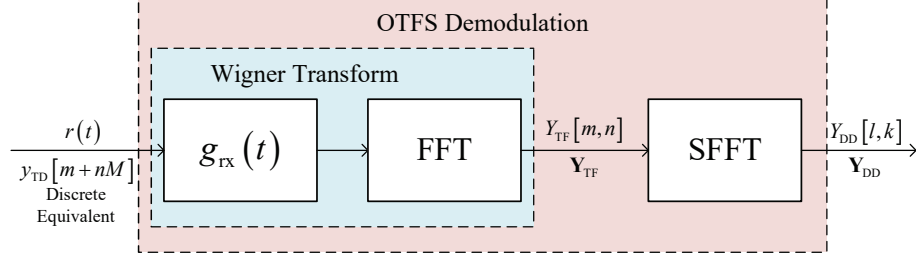 OTFS Demodulation
Wigner Transform
r(t)
y_TD[m+nM]
Discrete
Equivalent
g_rx(t)
FFT
Y_TF[m,n]
Y_TF
SFFT
Y_DD[l,k]
Y_DD